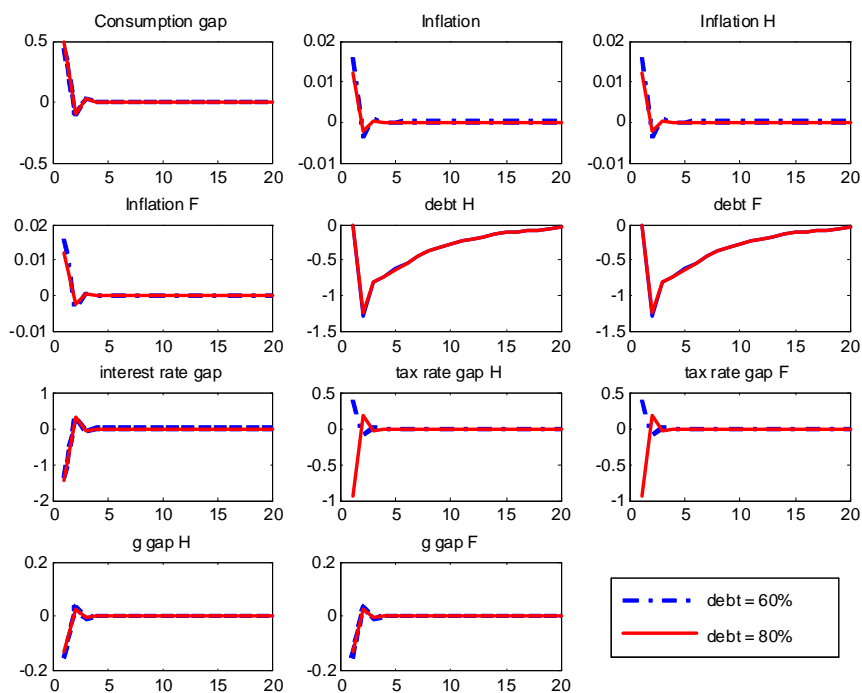 Consumption gap
Inflation
Inflation H
0.5
0
-0.5
0 5 10 15 20
0.02
0.01
0
-0.01
0 5 10 15 20
0.02
0.01
0
-0.01
0 5 10 15 20
Inflation F
debt H
debt F
0.02
0.01
0
-0.01
0 5 10 15 20
0
-0.5
-1
-1.5
0 5 10 15 20
0
-0.5
-1
-1.5
0 5 10 15 20
interest rate gap
tax rate gap H
tax rate gap F
1
0
-1
-2
0 5 10 15 20
0.5
0
-0.5
-1
0 5 10 15 20
0.5
0
-0.5
-1
0 5 10 15 20
g gap H
g gap F
0.2
0
-0.2
0 5 10 15 20
0.2
0
-0.2
0 5 10 15 20
debt = 60%
debt = 80%